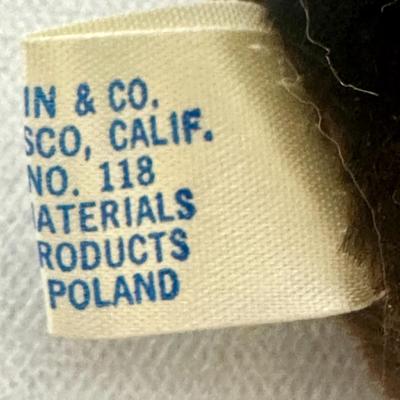 IN & CO.
SCO, CALIF.
NO. 118
ATERIALS
RODUCTS
POLAND